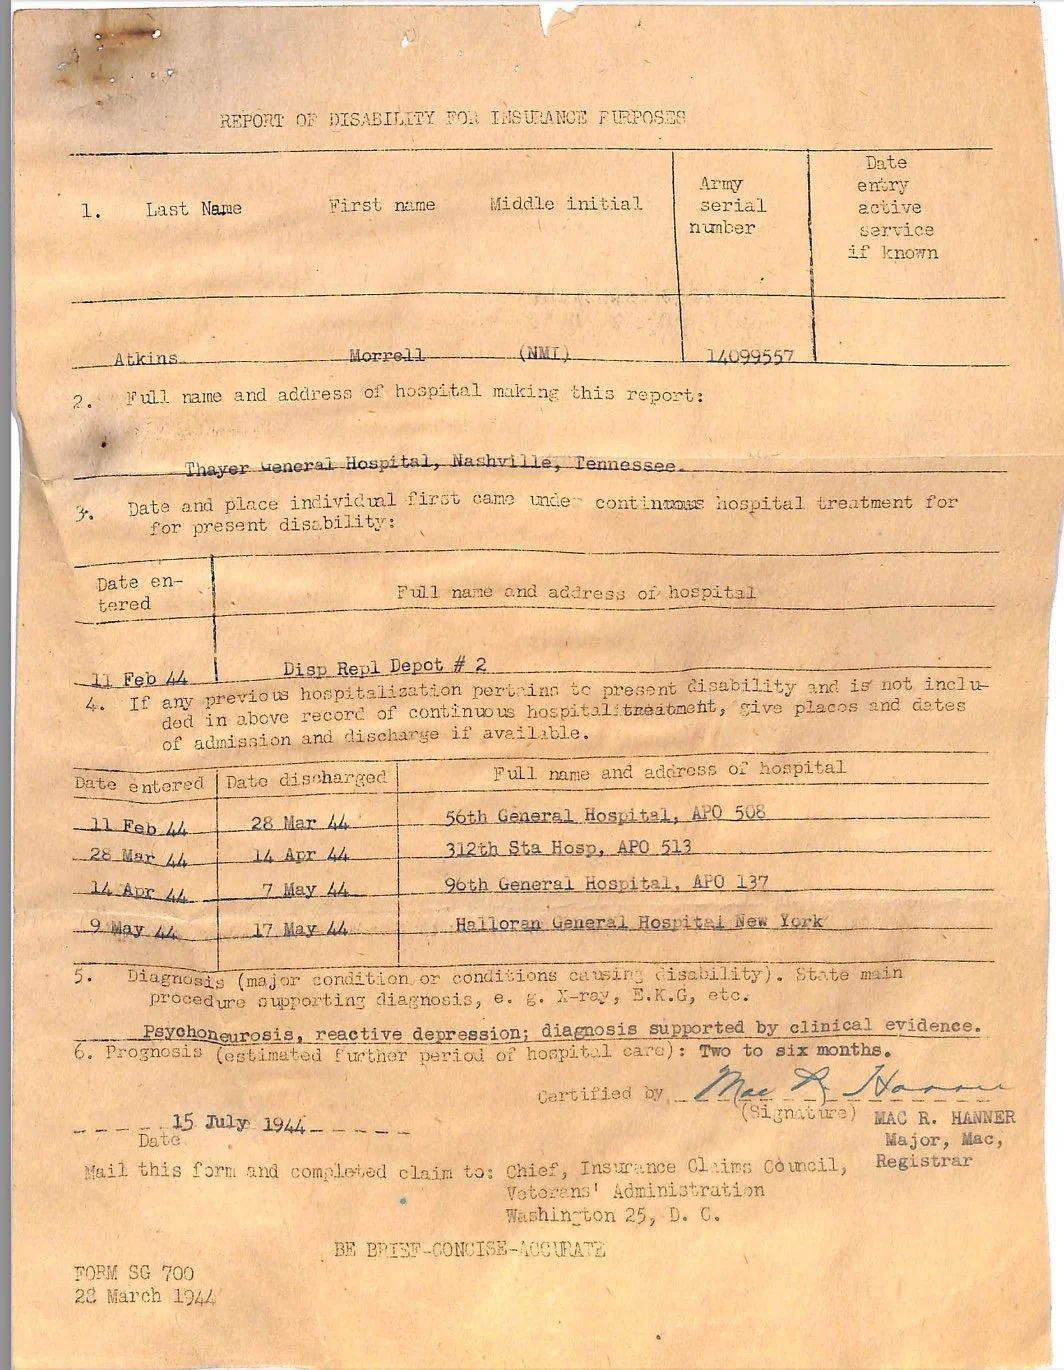 REPORT OF DISABILITY FOR INSURANCE PURPOSES
1. Last Name First name Middle initial
Army
serial
number
Date
entry
active
service
if known
Atkins Morrell (NMI) 14099557
2. Full name and address of hospital making this report:
Thayer General Hospital, Nashville, Tennessee.
3. Date and place individual first came under continuous hospital treatment for
for present disability:
Date en-
tered
Full name and address of hospital
11 Feb 44 Disp Repl Depot # 2
4. If any previous hospitalization pertains to present disability and is not inclu-
ded in above record of continuous hospital treatment, give places and dates
of admission and discharge if available.
Date entered Date discharged Full name and address of hospital
11 Feb 44 28 Mar 44 56th General Hospital, APO 508
28 Mar 44 14 Apr 44 312th Sta Hosp, APO 513
14 Apr 44 7 May 44 96th General Hospital, APO 137
9 May 44 17 May 44 Halloran General Hospital New York
5. Diagnosis (major condition or conditions causing disability). State main
procedure supporting diagnosis, e. g. X-ray, E.K.G, etc.
Psychoneurosis, reactive depression; diagnosis supported by clinical evidence.
6. Prognosis (estimated further period of hospital care): Two to six months.
Certified by Mac R Hanner
(Signature)
MAC R. HANNER
Major, Mac,
Registrar
15 July 1944
Date
Mail this form and completed claim to: Chief, Insurance Claims Council,
Veterans' Administration
Washington 25, D. C.
BE BRIEF-CONCISE-ACCURATE
FORM SG 700
28 March 1944